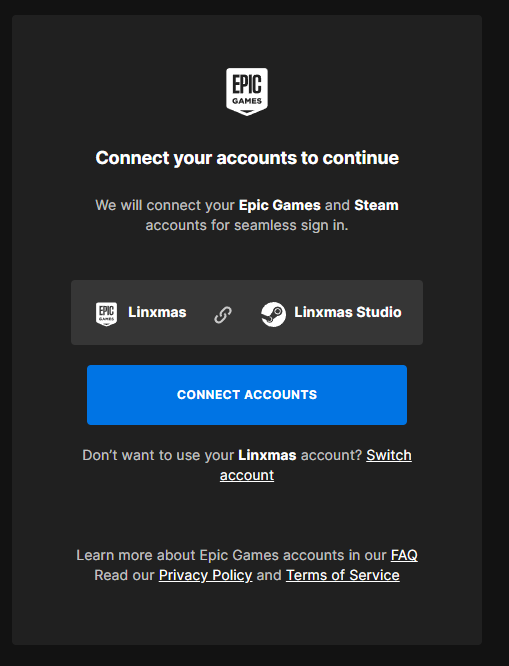 EPIC
GAMES
Connect your accounts to continue
We will connect your Epic Games and Steam
accounts for seamless sign in.
EPIC
GAMES
Linxmas
Linxmas Studio
CONNECT ACCOUNTS
Don’t want to use your Linxmas account? Switch
account
Learn more about Epic Games accounts in our FAQ
Read our Privacy Policy and Terms of Service